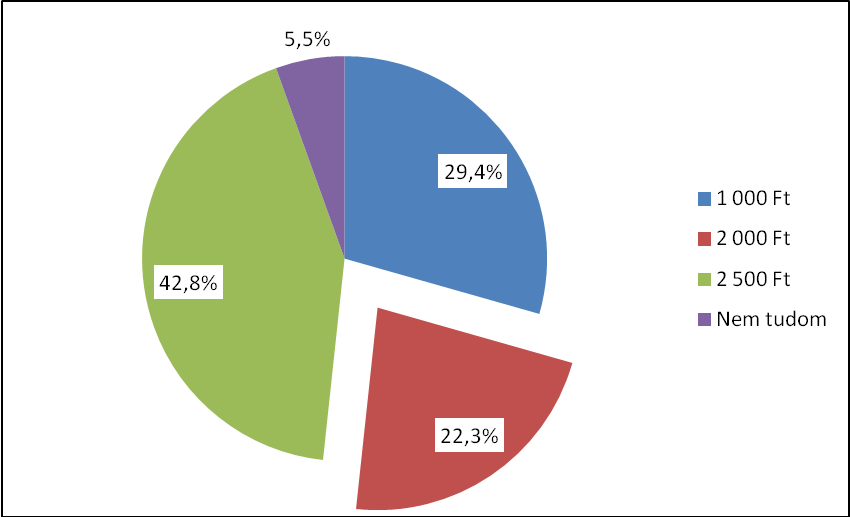 5,5%
29,4%
42,8%
22,3%
1 000 Ft
2 000 Ft
2 500 Ft
Nem tudom